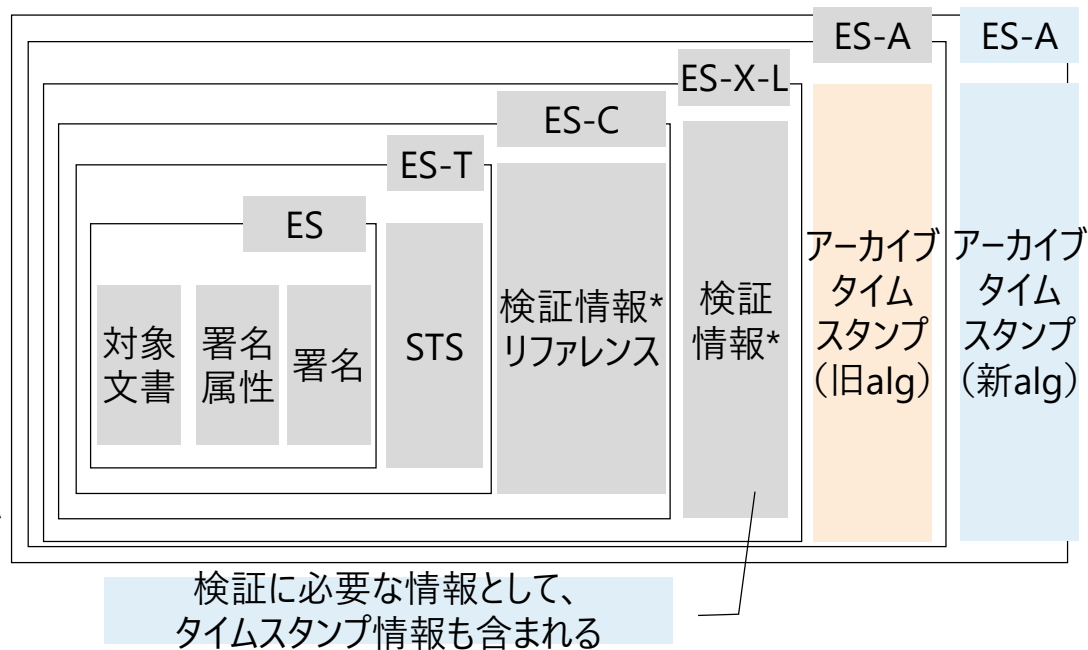 ES-A
ES-A
ES-X-L
ES-C
ES-T
ES
対象
文書
署名
属性
署名
STS
検証情報*
リファレンス
検証
情報*
アーカイブ
タイム
スタンプ
(旧alg)
アーカイブ
タイム
スタンプ
(新alg)
検証に必要な情報として、
タイムスタンプ情報も含まれる